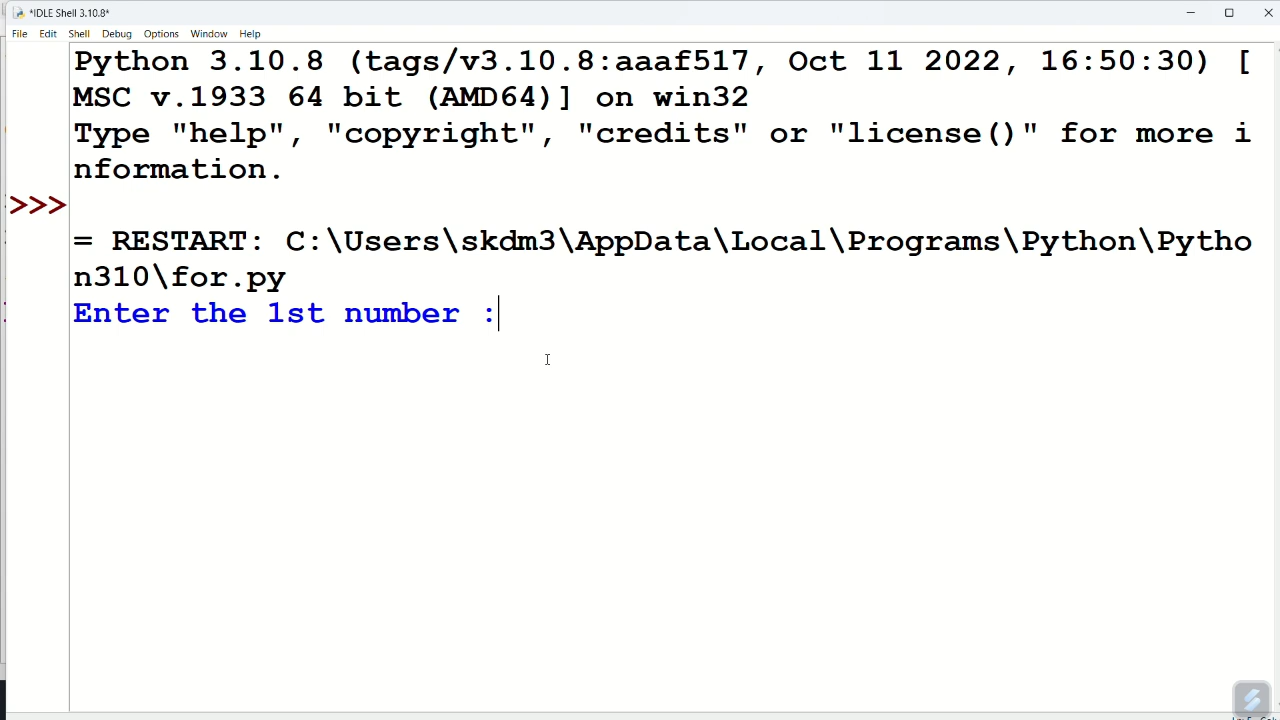 *IDLE Shell 3.10.8*
File Edit Shell Debug Options Window Help
Python 3.10.8 (tags/v3.10.8:aaaf517, Oct 11 2022, 16:50:30) [
MSC v.1933 64 bit (AMD64)] on win32
Type "help", "copyright", "credits" or "license()" for more i
nformation.
>>>
= RESTART: C:\Users\skdm3\AppData\Local\Programs\Python\Pytho
n310\for.py
Enter the 1st number :